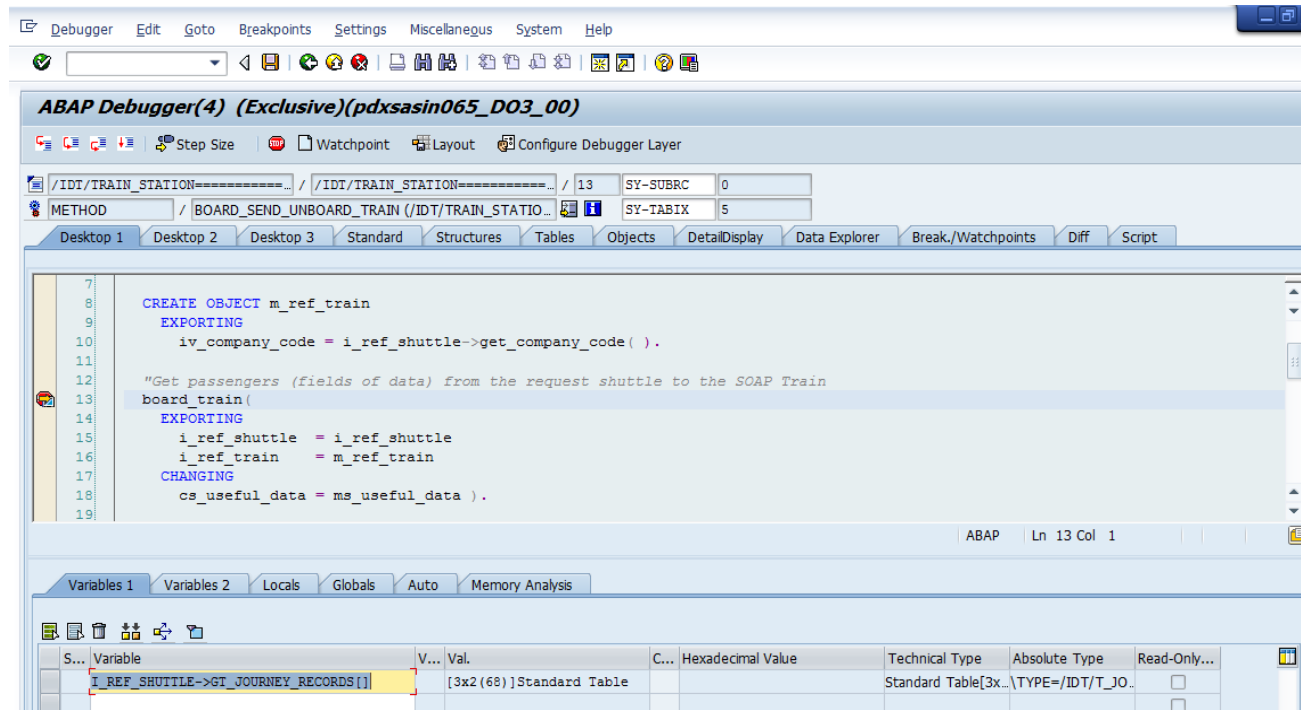 Debugger Edit Goto Breakpoints Settings Miscellaneous System Help
ABAP Debugger(4) (Exclusive)(pdxsasin065_DO3_00)
Step Size STOP Watchpoint Layout Configure Debugger Layer
/IDT/TRAIN_STATION===========… / /IDT/TRAIN_STATION===========… / 13 SY-SUBRC 0
METHOD / BOARD_SEND_UNBOARD_TRAIN (/IDT/TRAIN_STATIO… SY-TABIX 5
Desktop 1 Desktop 2 Desktop 3 Standard Structures Tables Objects DetailDisplay Data Explorer Break./Watchpoints Diff Script
7
8 CREATE OBJECT m_ref_train
9 EXPORTING
10 iv_company_code = i_ref_shuttle->get_company_code( ).
11
12 "Get passengers (fields of data) from the request shuttle to the SOAP Train
13 board_train(
14 EXPORTING
15 i_ref_shuttle = i_ref_shuttle
16 i_ref_train = m_ref_train
17 CHANGING
18 cs_useful_data = ms_useful_data ).
19
ABAP Ln 13 Col 1
Variables 1 Variables 2 Locals Globals Auto Memory Analysis
S... Variable V... Val. C... Hexadecimal Value Technical Type Absolute Type Read-Only...
I_REF_SHUTTLE->GT_JOURNEY_RECORDS[] [3x2(68)]Standard Table Standard Table[3x… \TYPE=/IDT/T_JO…